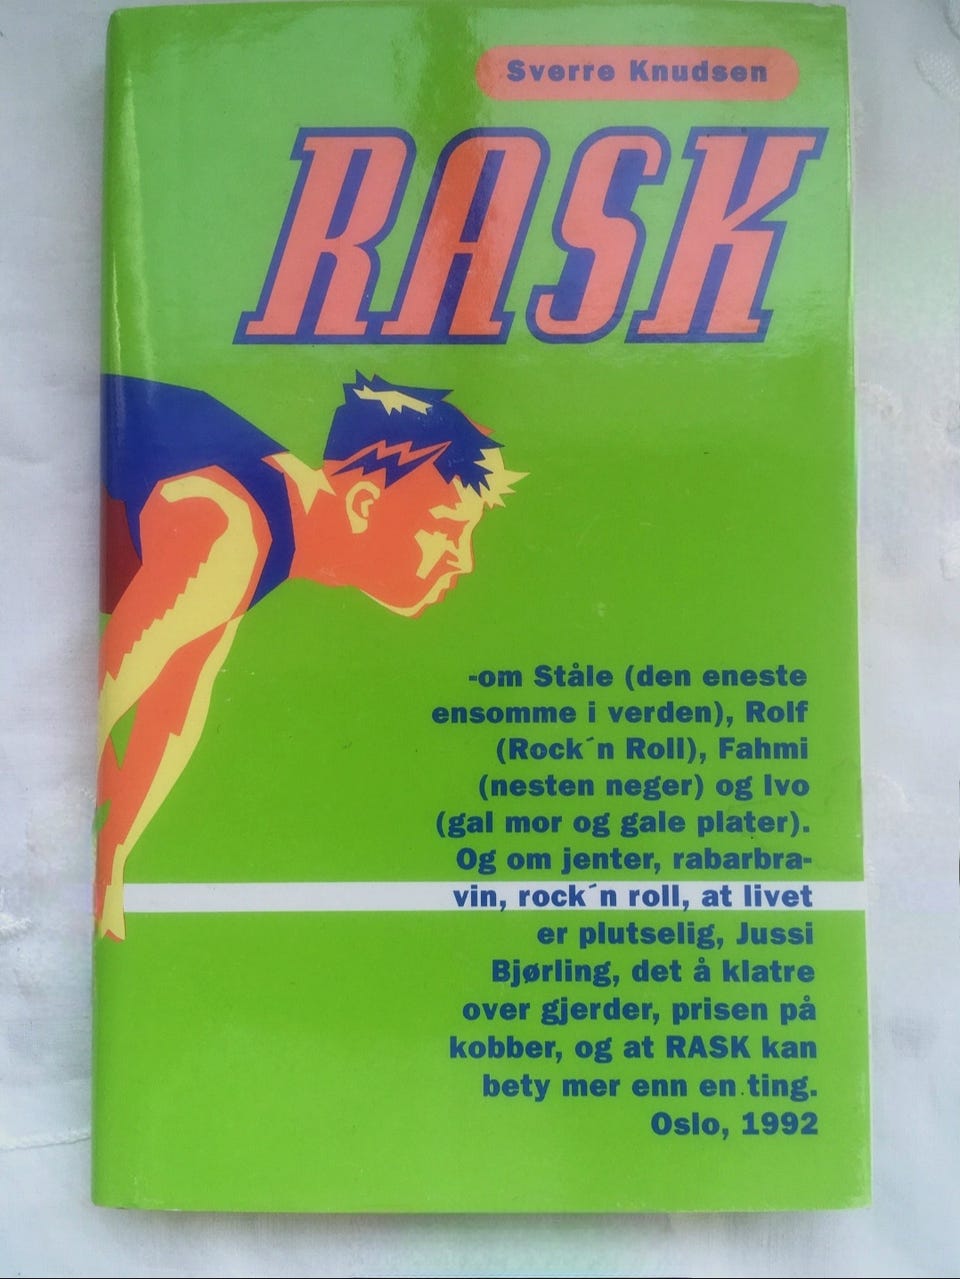 Sverre Knudsen
RASK
-om Ståle (den eneste
ensomme i verden), Rolf
(Rock´n Roll), Fahmi
(nesten neger) og Ivo
(gal mor og gale plater).
Og om jenter, rabarbra-
vin, rock´n roll, at livet
er plutselig, Jussi
Bjørling, det å klatre
over gjerder, prisen på
kobber, og at RASK kan
bety mer enn en ting.
Oslo, 1992